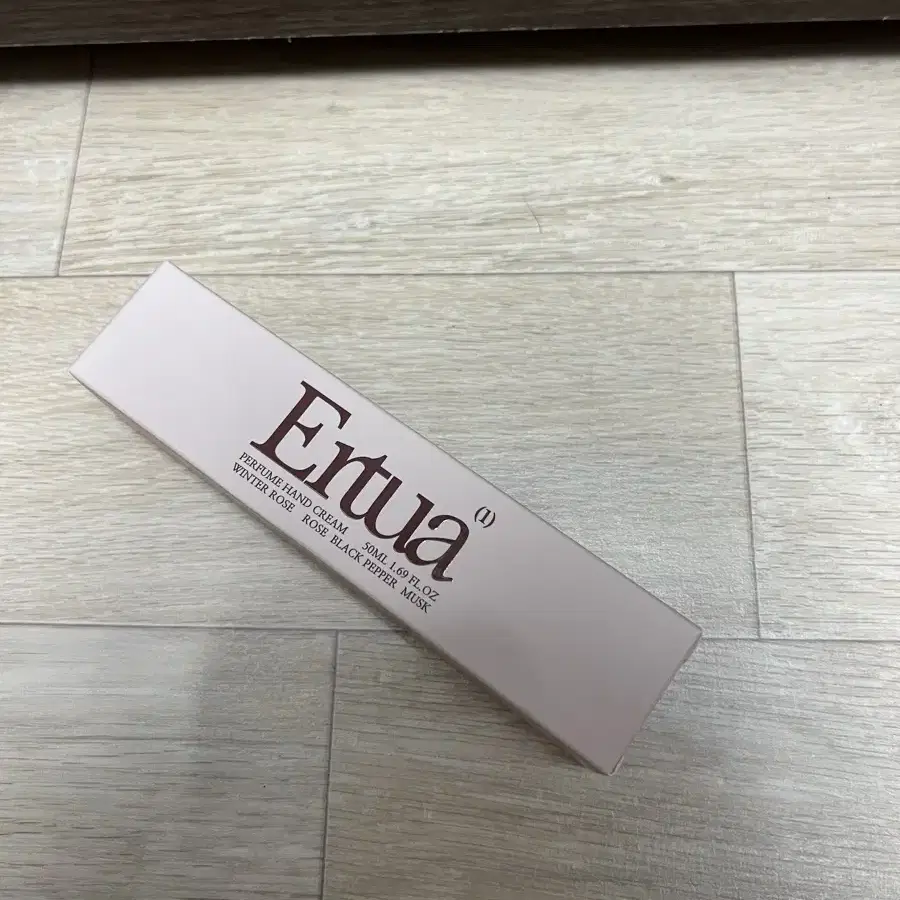 Ertua (1)
PERFUME HAND CREAM 50ML 1.69 FL.OZ
WINTER ROSE ROSE BLACK PEPPER MUSK